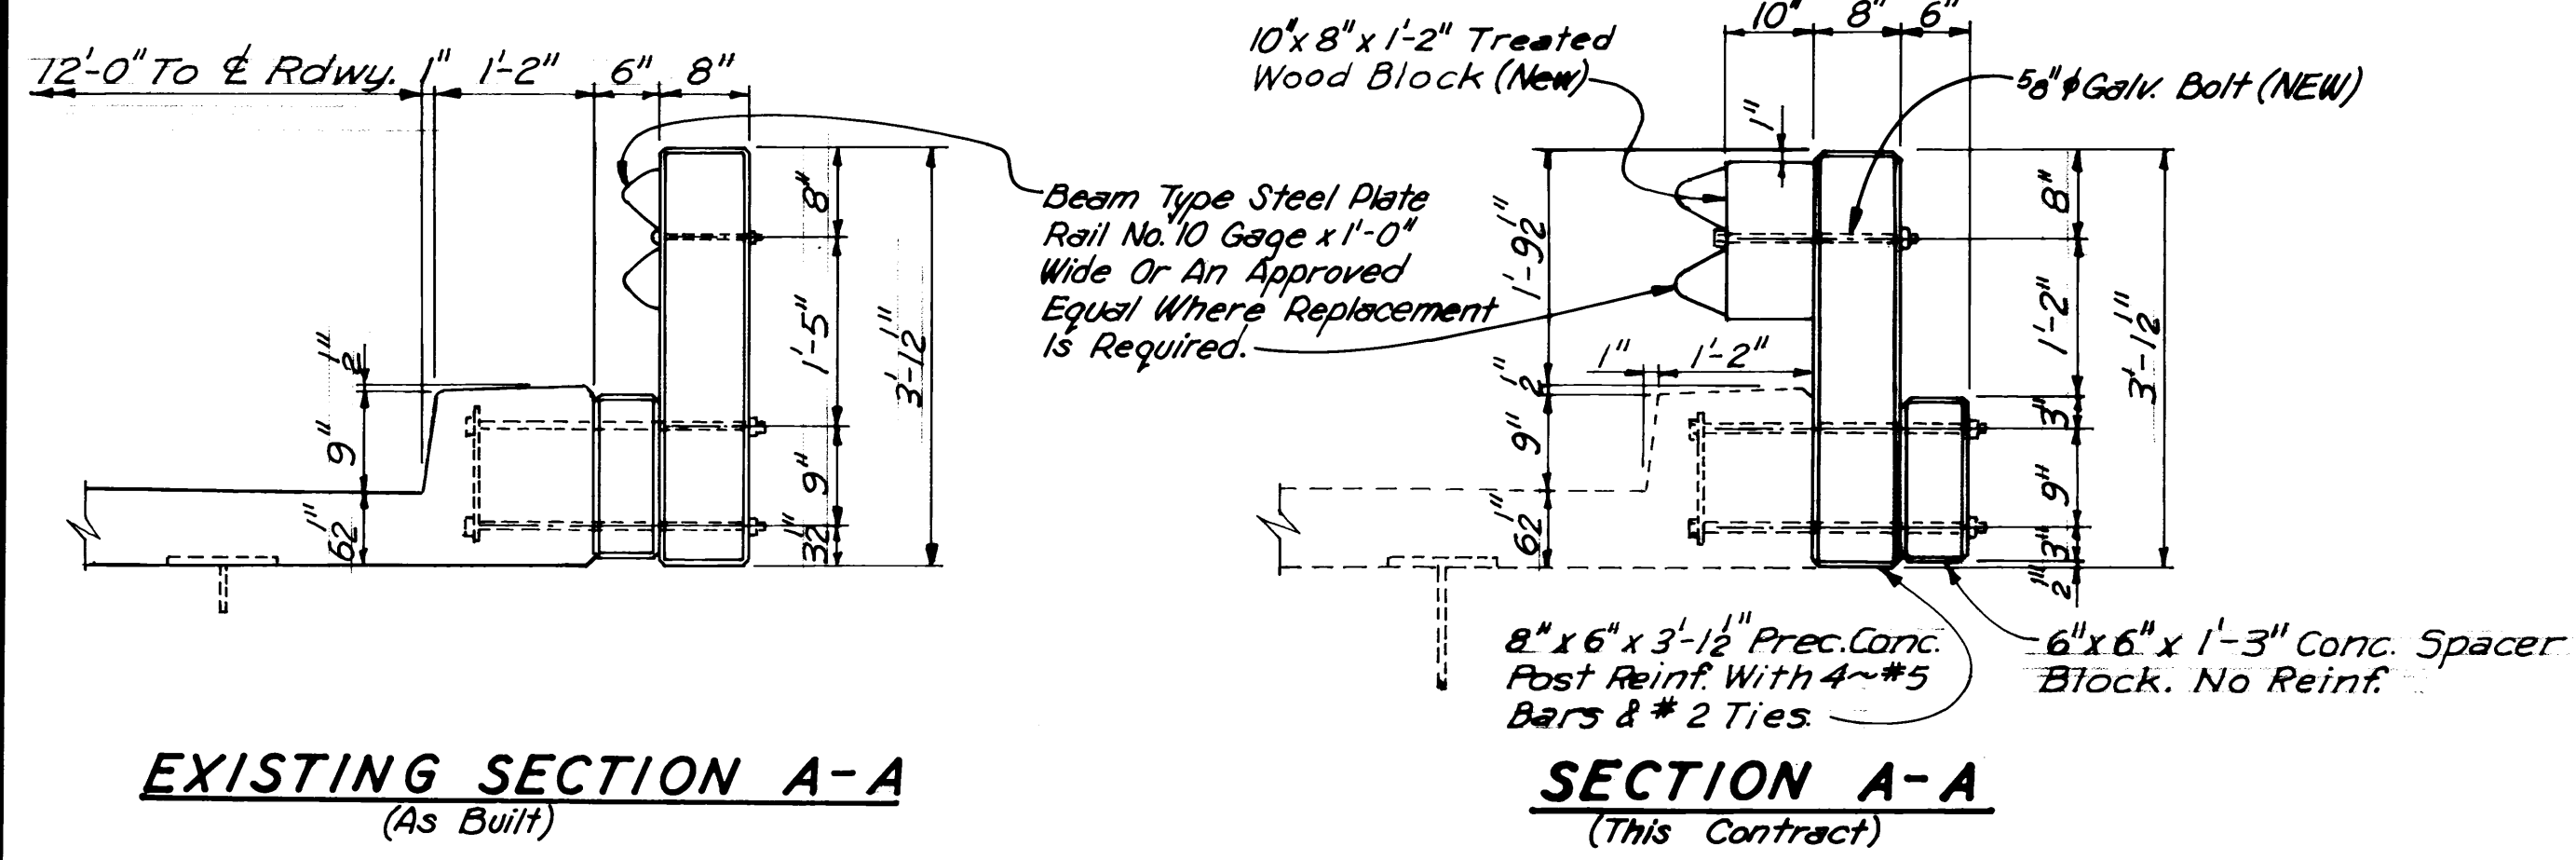 12'-0" To ℄ Rdwy.
1"
1'-2"
6"
8"
8"
1'-5"
3'-1½"
9"
3½"
½"
9"
6½"
Beam Type Steel Plate
Rail No. 10 Gage x 1'-0"
Wide Or An Approved
Equal Where Replacement
Is Required.
EXISTING SECTION A-A
(As Built)
10"x 8"x 1'-2" Treated
Wood Block (New)
10"
8"
6"
⅝"ϕ Galv. Bolt (NEW)
1"
1'-9½"
8"
1'-2"
3'-1½"
1"
1'-2"
½"
9"
6½"
3"
9"
3"
½"
8" x 6" x 3'-1½" Prec. Conc.
Post Reinf. With 4~#5
Bars & # 2 Ties.
6"x 6" x 1'-3" Conc. Spacer
Block. No Reinf.
SECTION A-A
(This Contract)